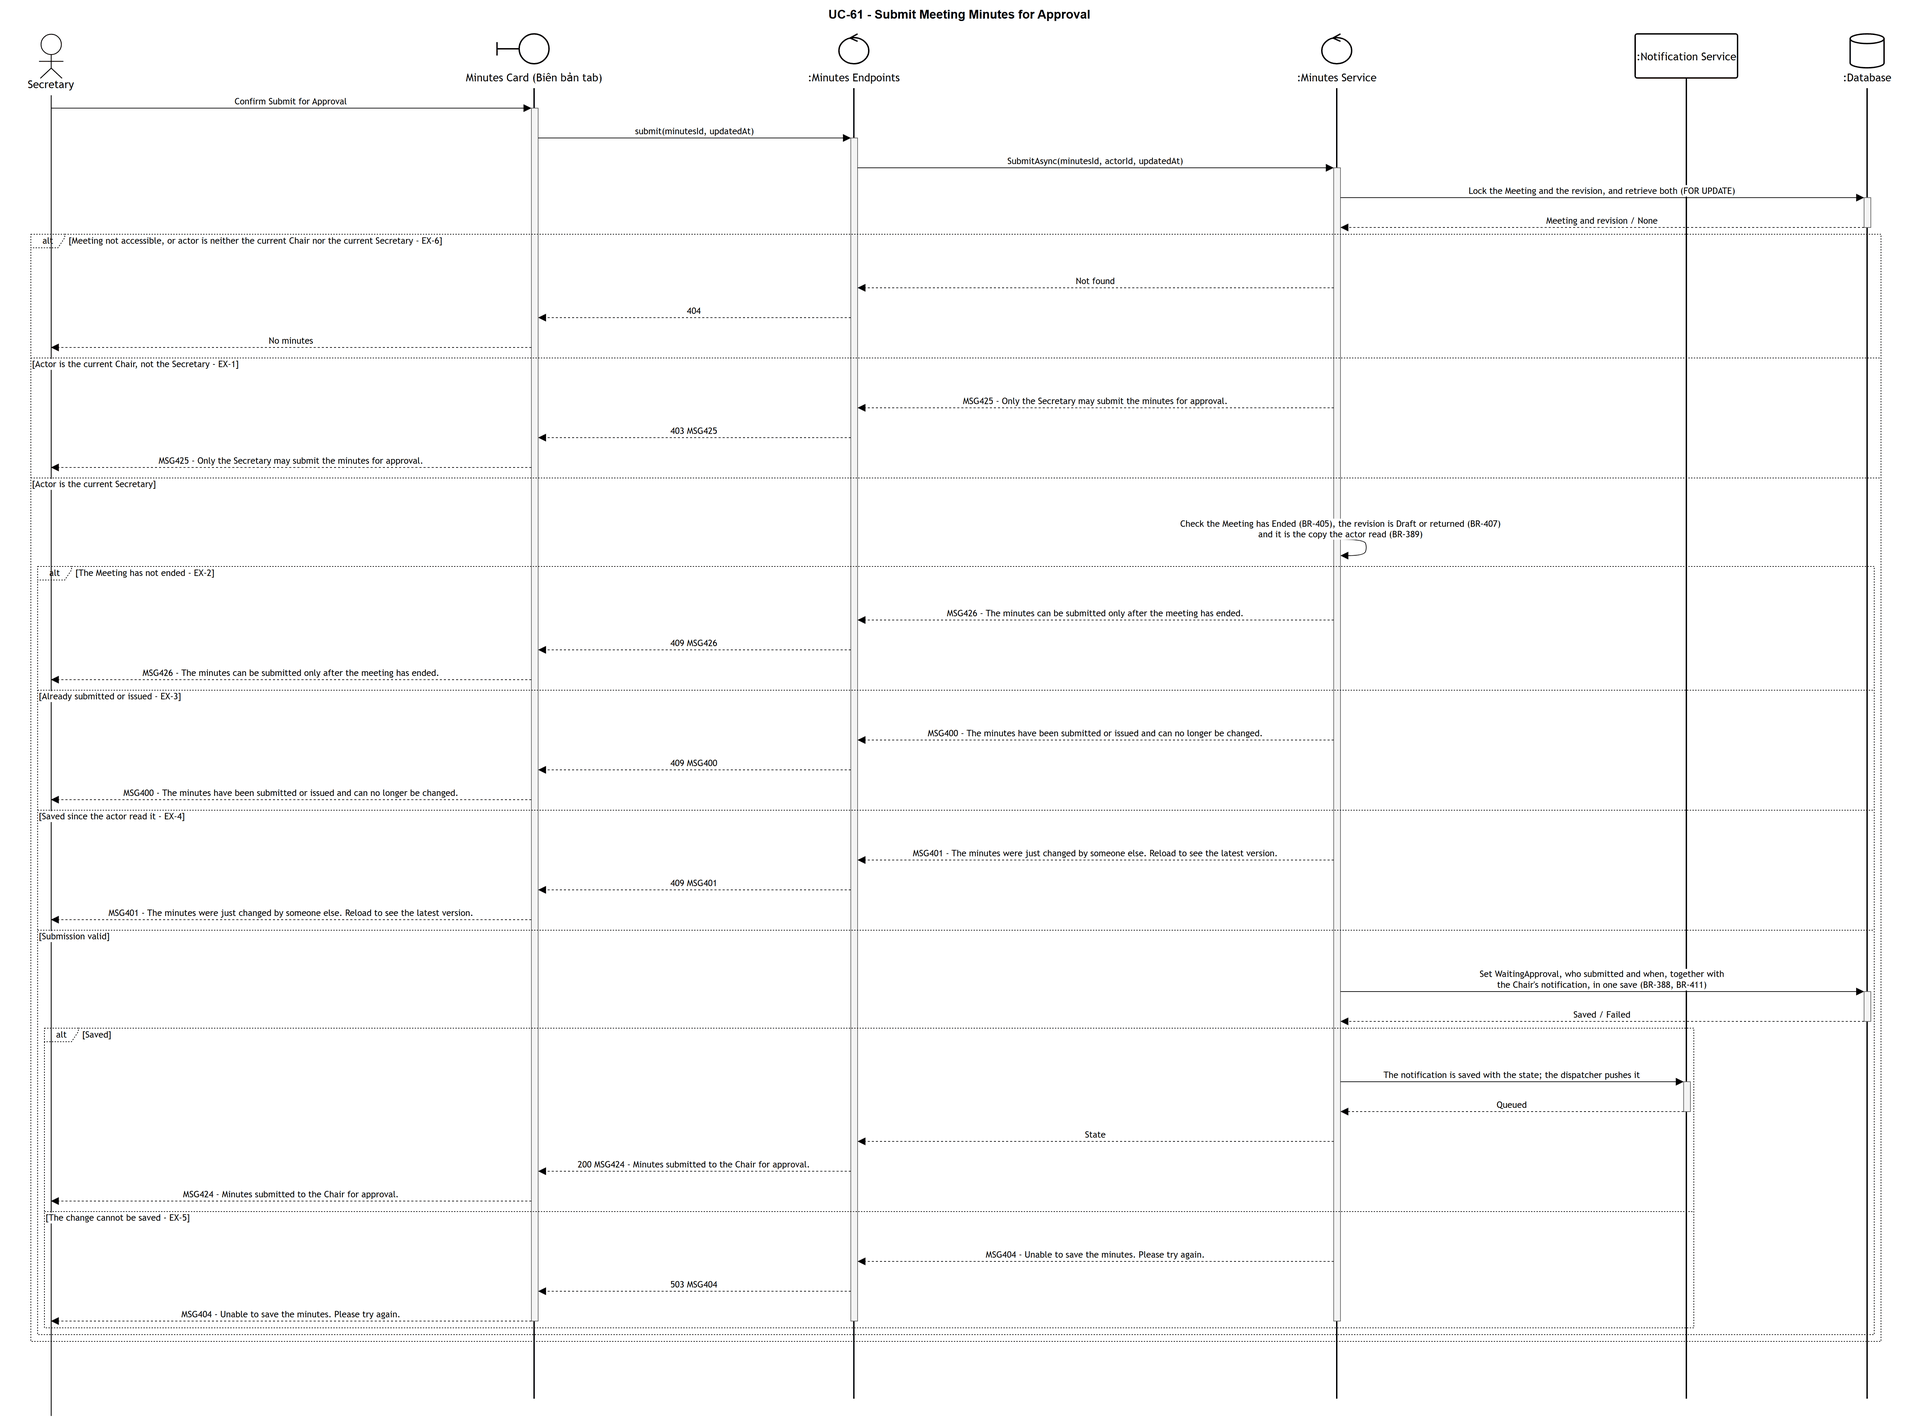 UC-61 - Submit Meeting Minutes for Approval
Secretary
Minutes Card (Biên bản tab)
:Minutes Endpoints
:Minutes Service
:Notification Service
:Database
Confirm Submit for Approval
submit(minutesId, updatedAt)
SubmitAsync(minutesId, actorId, updatedAt)
Lock the Meeting and the revision, and retrieve both (FOR UPDATE)
Meeting and revision / None
alt [Meeting not accessible, or actor is neither the current Chair nor the current Secretary - EX-6]
Not found
404
No minutes
[Actor is the current Chair, not the Secretary - EX-1]
MSG425 - Only the Secretary may submit the minutes for approval.
403 MSG425
MSG425 - Only the Secretary may submit the minutes for approval.
[Actor is the current Secretary]
Check the Meeting has Ended (BR-405), the revision is Draft or returned (BR-407)
and it is the copy the actor read (BR-389)
alt [The Meeting has not ended - EX-2]
MSG426 - The minutes can be submitted only after the meeting has ended.
409 MSG426
MSG426 - The minutes can be submitted only after the meeting has ended.
[Already submitted or issued - EX-3]
MSG400 - The minutes have been submitted or issued and can no longer be changed.
409 MSG400
MSG400 - The minutes have been submitted or issued and can no longer be changed.
[Saved since the actor read it - EX-4]
MSG401 - The minutes were just changed by someone else. Reload to see the latest version.
409 MSG401
MSG401 - The minutes were just changed by someone else. Reload to see the latest version.
[Submission valid]
Set WaitingApproval, who submitted and when, together with
the Chair's notification, in one save (BR-388, BR-411)
Saved / Failed
alt [Saved]
The notification is saved with the state; the dispatcher pushes it
Queued
State
200 MSG424 - Minutes submitted to the Chair for approval.
MSG424 - Minutes submitted to the Chair for approval.
[The change cannot be saved - EX-5]
MSG404 - Unable to save the minutes. Please try again.
503 MSG404
MSG404 - Unable to save the minutes. Please try again.